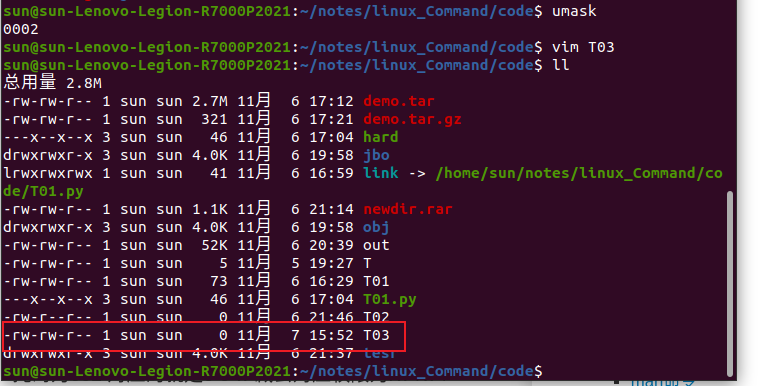 sun@sun-Lenovo-Legion-R7000P2021:~/notes/linux_Command/code$ umask
0002
sun@sun-Lenovo-Legion-R7000P2021:~/notes/linux_Command/code$ vim T03
sun@sun-Lenovo-Legion-R7000P2021:~/notes/linux_Command/code$ ll
总用量 2.8M
-rw-rw-r-- 1 sun sun 2.7M 11月  6 17:12 demo.tar
-rw-rw-r-- 1 sun sun  321 11月  6 17:21 demo.tar.gz
---x--x--x 3 sun sun   46 11月  6 17:04 hard
drwxrwxr-x 3 sun sun 4.0K 11月  6 19:58 jbo
lrwxrwxrwx 1 sun sun   41 11月  6 16:59 link -> /home/sun/notes/linux_Command/co
de/T01.py
-rw-rw-r-- 1 sun sun 1.1K 11月  6 21:14 newdir.rar
drwxrwxr-x 3 sun sun 4.0K 11月  6 19:58 obj
-rw-rw-r-- 1 sun sun  52K 11月  6 20:39 out
-rw-rw-r-- 1 sun sun    5 11月  5 19:27 T
-rw-rw-r-- 1 sun sun   73 11月  6 16:29 T01
---x--x--x 3 sun sun   46 11月  6 17:04 T01.py
-rw-r--r-- 1 sun sun    0 11月  6 21:46 T02
-rw-rw-r-- 1 sun sun    0 11月  7 15:52 T03
drwxrwxr-x 3 sun sun 4.0K 11月  6 21:37 test
sun@sun-Lenovo-Legion-R7000P2021:~/notes/linux_Command/code$